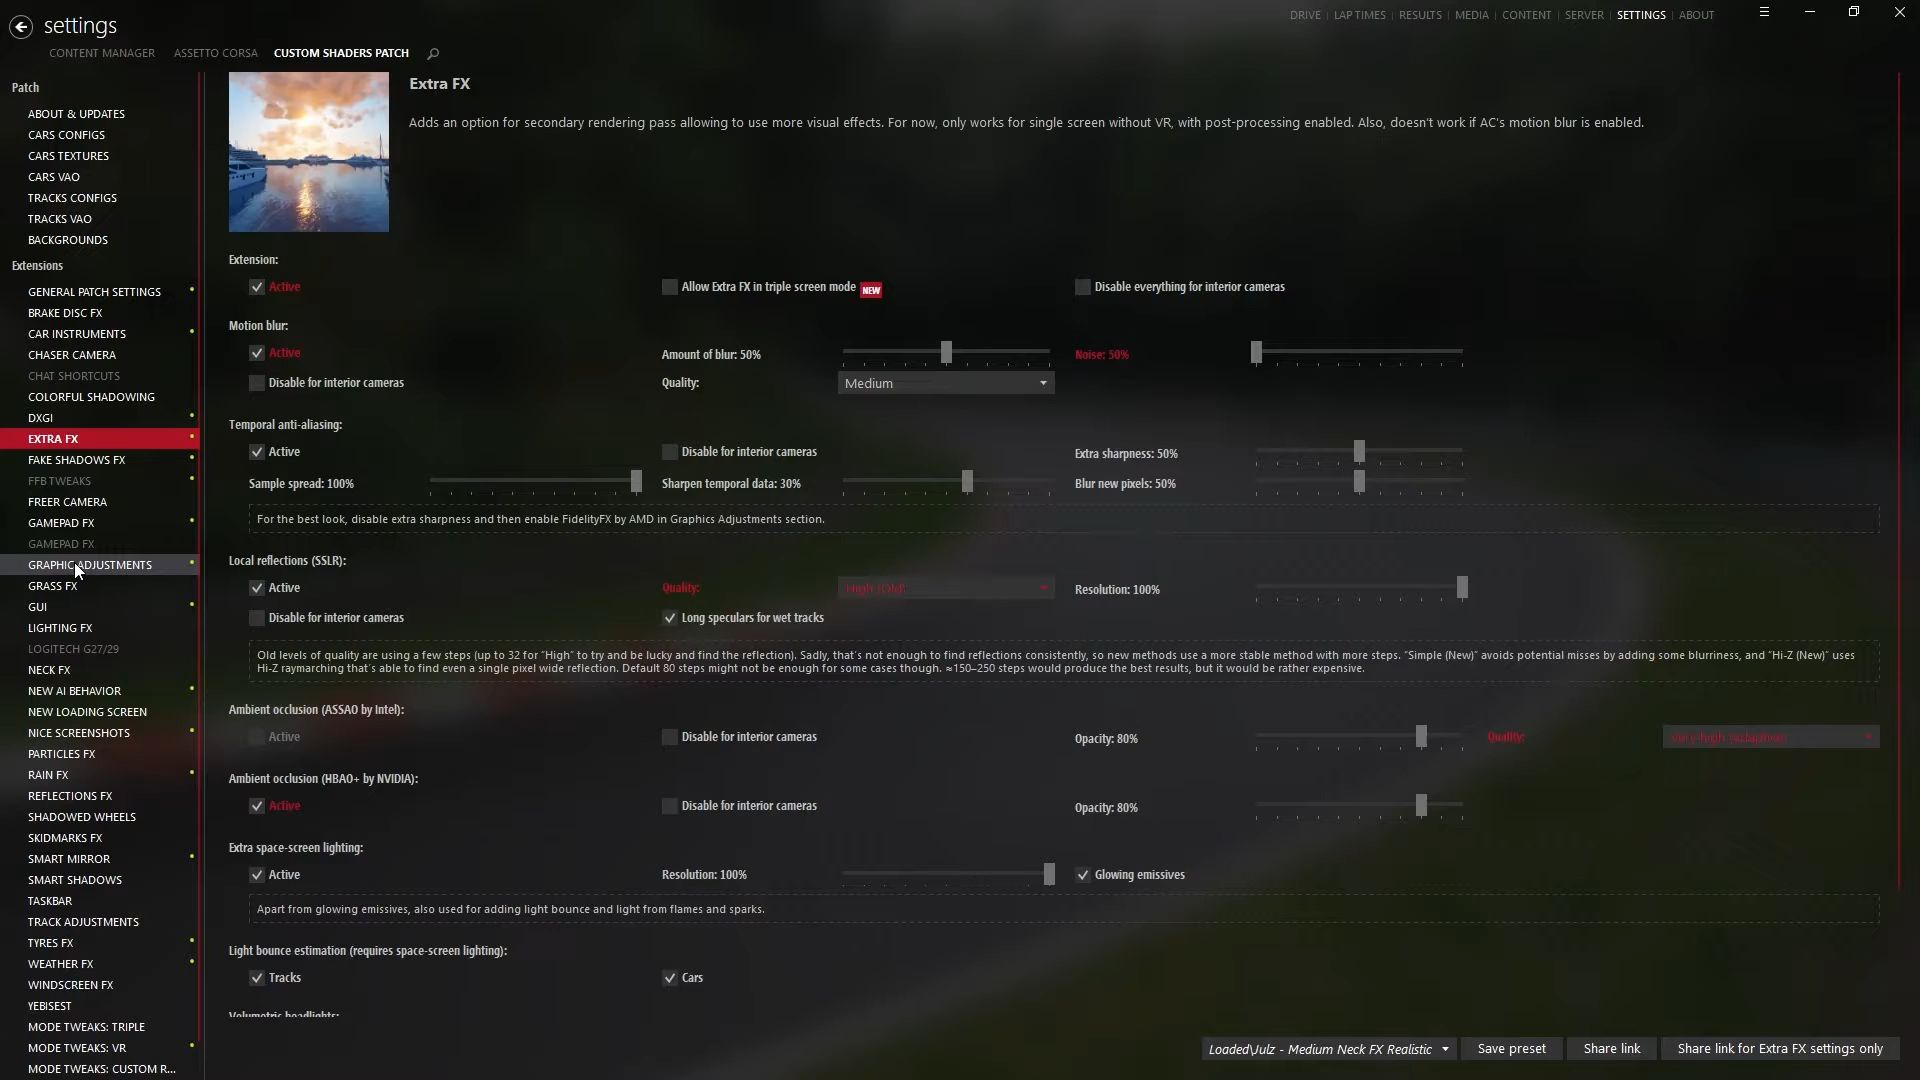 settings
DRIVE | LAP TIMES | RESULTS | MEDIA | CONTENT | SERVER | SETTINGS | ABOUT
CONTENT MANAGER ASSETTO CORSA CUSTOM SHADERS PATCH
Patch
ABOUT & UPDATES
CARS CONFIGS
CARS TEXTURES
CARS VAO
TRACKS CONFIGS
TRACKS VAO
BACKGROUNDS
Extensions
GENERAL PATCH SETTINGS
BRAKE DISC FX
CAR INSTRUMENTS
CHASER CAMERA
CHAT SHORTCUTS
COLORFUL SHADOWING
DXGI
EXTRA FX
FAKE SHADOWS FX
FFB TWEAKS
FREER CAMERA
GAMEPAD FX
GAMEPAD FX
GRAPHIC ADJUSTMENTS
GRASS FX
GUI
LIGHTING FX
LOGITECH G27/29
NECK FX
NEW AI BEHAVIOR
NEW LOADING SCREEN
NICE SCREENSHOTS
PARTICLES FX
RAIN FX
REFLECTIONS FX
SHADOWED WHEELS
SKIDMARKS FX
SMART MIRROR
SMART SHADOWS
TASKBAR
TRACK ADJUSTMENTS
TYRES FX
WEATHER FX
WINDSCREEN FX
YEBISEST
MODE TWEAKS: TRIPLE
MODE TWEAKS: VR
MODE TWEAKS: CUSTOM R...
Extra FX
Adds an option for secondary rendering pass allowing to use more visual effects. For now, only works for single screen without VR, with post-processing enabled. Also, doesn't work if AC's motion blur is enabled.
Extension:
Active Allow Extra FX in triple screen mode NEW Disable everything for interior cameras
Motion blur:
Active Amount of blur: 50% Noise: 50%
Disable for interior cameras Quality: Medium
Temporal anti-aliasing:
Active Disable for interior cameras Extra sharpness: 50%
Sample spread: 100% Sharpen temporal data: 30% Blur new pixels: 50%
For the best look, disable extra sharpness and then enable FidelityFX by AMD in Graphics Adjustments section.
Local reflections (SSLR):
Active Quality: High (Old) Resolution: 100%
Disable for interior cameras Long speculars for wet tracks
Old levels of quality are using a few steps (up to 32 for "High" to try and be lucky and find the reflection). Sadly, that's not enough to find reflections consistently, so new methods use a more stable method with more steps. "Simple (New)" avoids potential misses by adding some blurriness, and "Hi-Z (New)" uses
Hi-Z raymarching that's able to find even a single pixel wide reflection. Default 80 steps might not be enough for some cases though. ≈150–250 steps would produce the best results, but it would be rather expensive.
Ambient occlusion (ASSAO by Intel):
Active Disable for interior cameras Opacity: 80% Quality: Very high (adaptive)
Ambient occlusion (HBAO+ by NVIDIA):
Active Disable for interior cameras Opacity: 80%
Extra space-screen lighting:
Active Resolution: 100% Glowing emissives
Apart from glowing emissives, also used for adding light bounce and light from flames and sparks.
Light bounce estimation (requires space-screen lighting):
Tracks Cars
Volumetric headlights:
Loaded\Julz - Medium Neck FX Realistic Save preset Share link Share link for Extra FX settings only